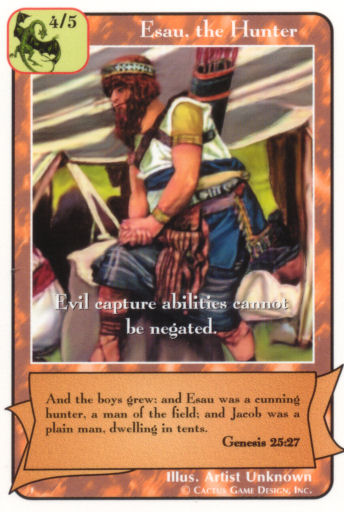 4/5
Esau, the Hunter
Evil capture abilities cannot
be negated.
And the boys grew: and Esau was a cunning
hunter, a man of the field; and Jacob was a
plain man, dwelling in tents.
Genesis 25:27
Illus. Artist Unknown
© Cactus Game Design, Inc.